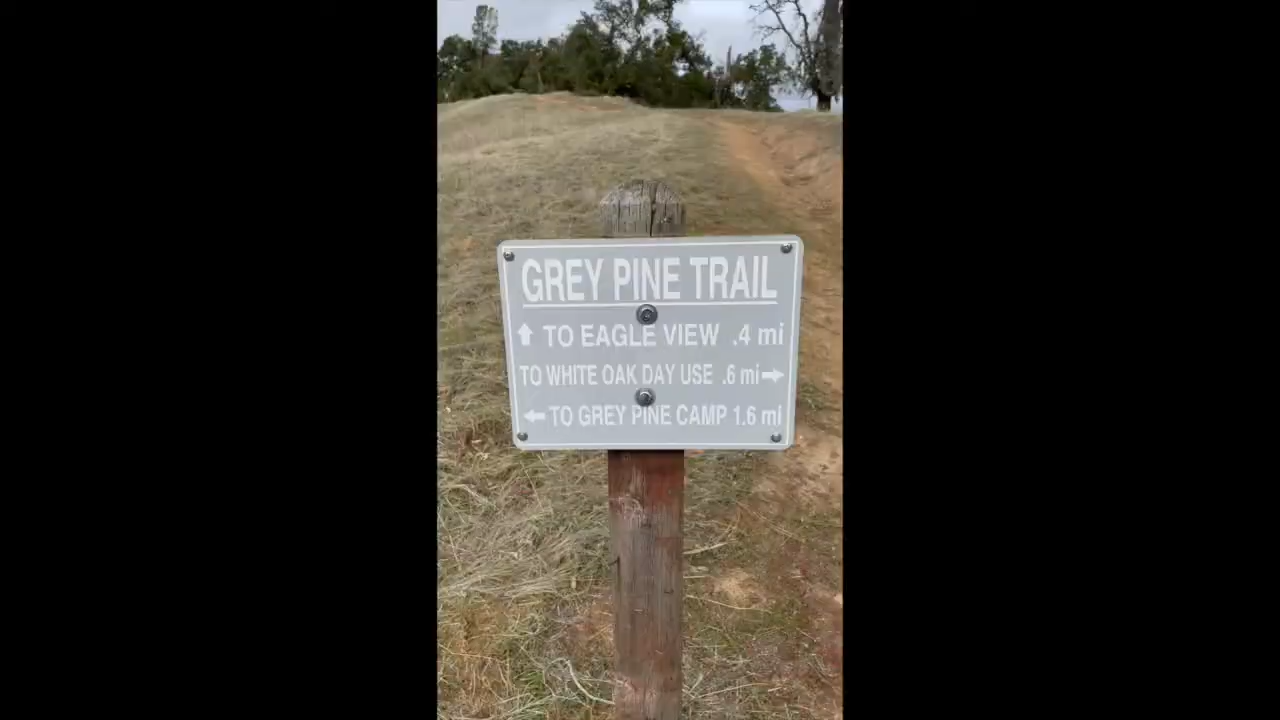 GREY PINE TRAIL
↑ TO EAGLE VIEW .4 mi
TO WHITE OAK DAY USE .6 mi →
← TO GREY PINE CAMP 1.6 mi